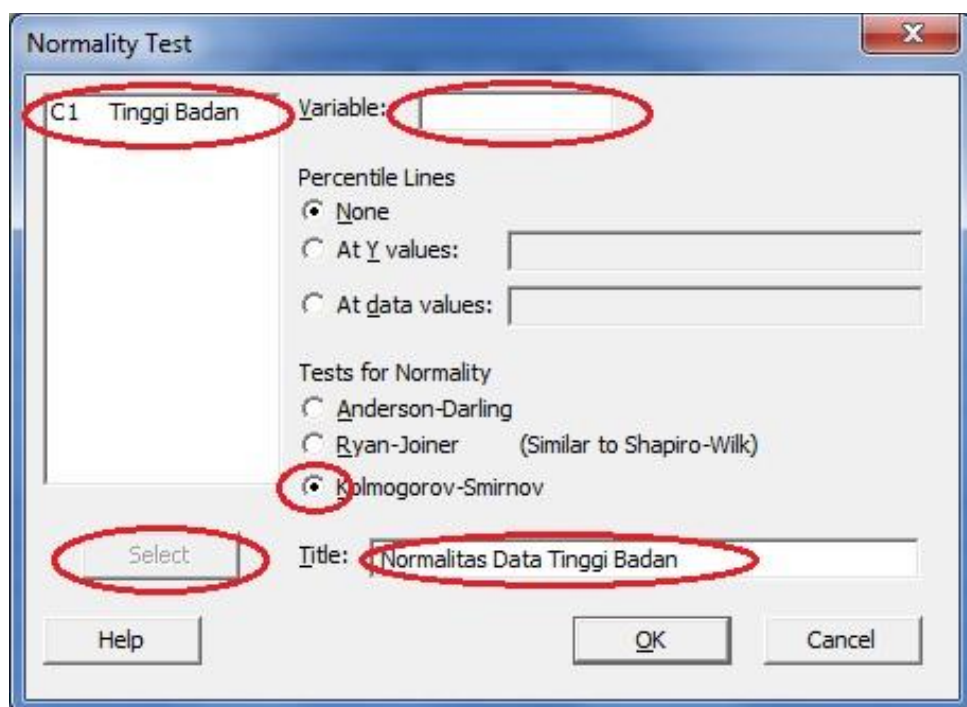 Normality Test
C1 Tinggi Badan
Variable:
Percentile Lines
None
At Y values:
At data values:
Tests for Normality
Anderson-Darling
Ryan-Joiner (Similar to Shapiro-Wilk)
Kolmogorov-Smirnov
Select
Title: Normalitas Data Tinggi Badan
Help
OK
Cancel